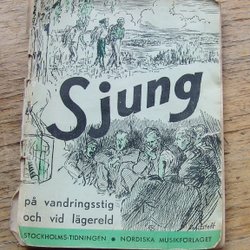 Sjung
på vandringsstig
och vid lägereld
STOCKHOLMS-TIDNINGEN • NORDISKA MUSIKFÖRLAGET